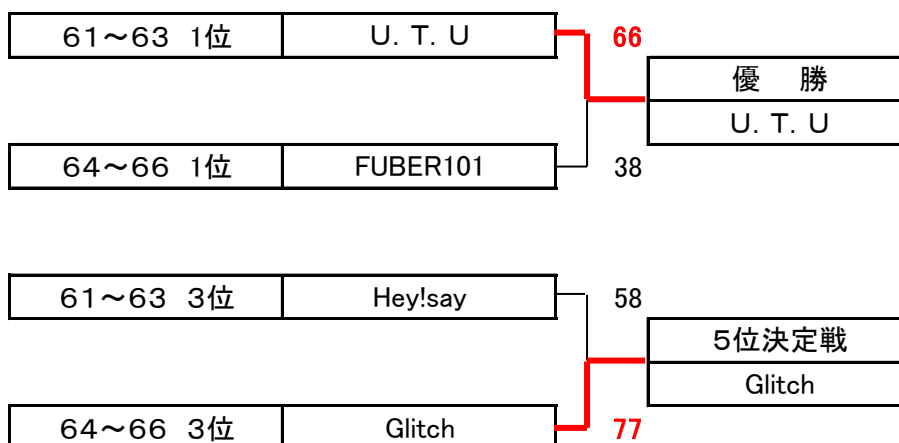 ６１～６３ 1位 Ｕ．Ｔ．Ｕ 66
優　勝
Ｕ．Ｔ．Ｕ
６４～６６ 1位 FUBER101 38
６１～６３ 3位 Hey!say 58
５位決定戦
Glitch
６４～６６ 3位 Glitch 77